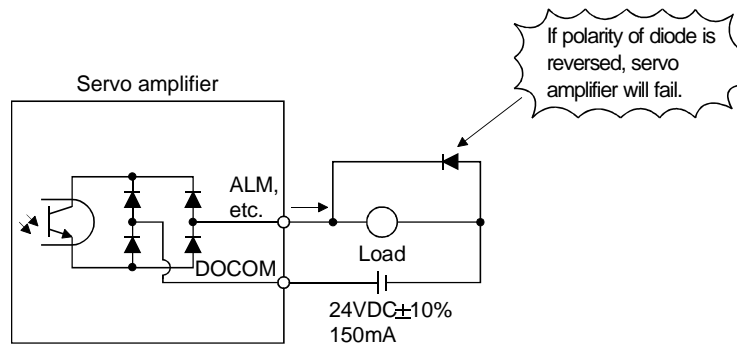 If polarity of diode is
reversed, servo
amplifier will fail.
Servo amplifier
ALM,
etc.
Load
DOCOM
24VDC±10%
150mA